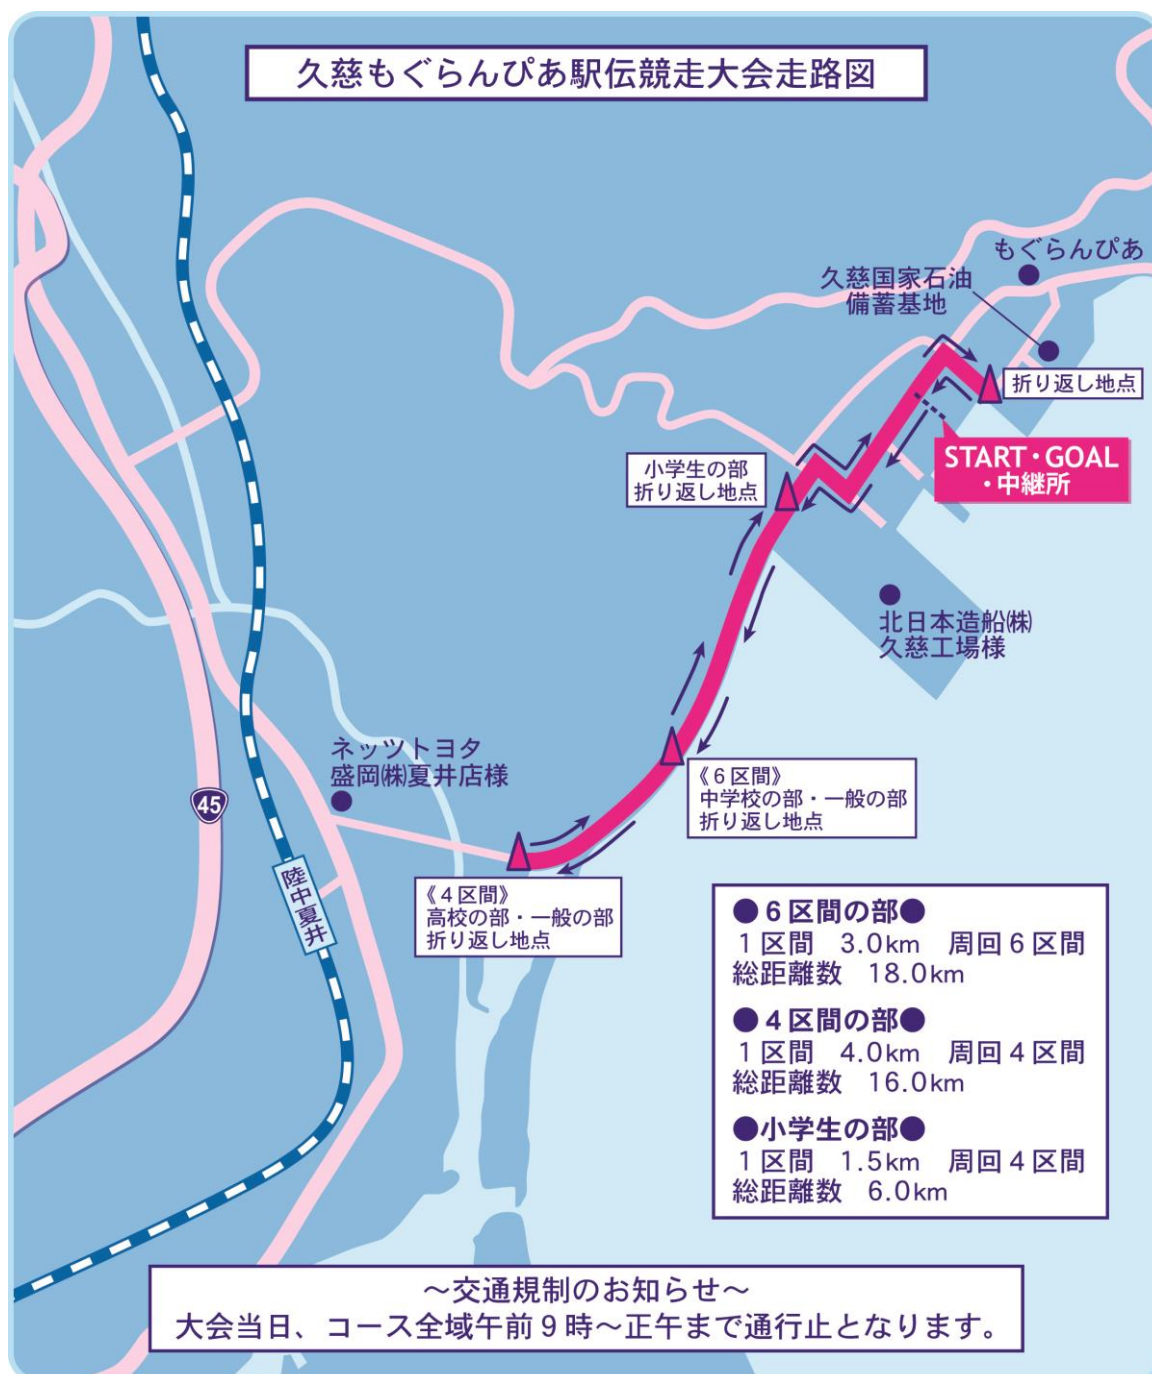 久慈もぐらんぴあ駅伝競走大会走路図
もぐらんぴあ
久慈国家石油
備蓄基地
折り返し地点
START・GOAL
・中継所
小学生の部
折り返し地点
北日本造船㈱
久慈工場様
ネッツトヨタ
盛岡㈱夏井店様
45
《6区間》
中学校の部・一般の部
折り返し地点
陸中夏井
《4区間》
高校の部・一般の部
折り返し地点
●6区間の部●
1区間 3.0km 周回6区間
総距離数 18.0km
●4区間の部●
1区間 4.0km 周回4区間
総距離数 16.0km
●小学生の部●
1区間 1.5km 周回4区間
総距離数 6.0km
～交通規制のお知らせ～
大会当日、コース全域午前9時～正午まで通行止となります。